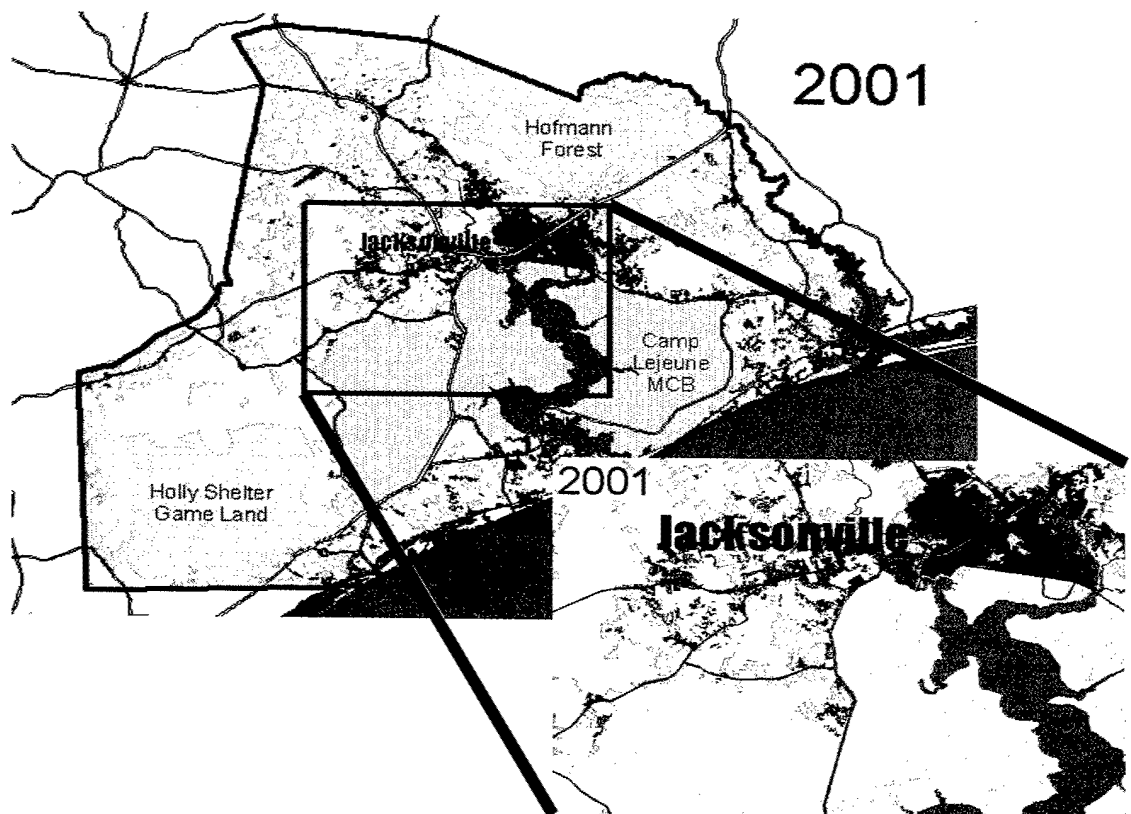 2001
Hofmann
Forest
Jacksonville
Camp
Lejeune
MCB
Holly Shelter
Game Land
2001
Jacksonville